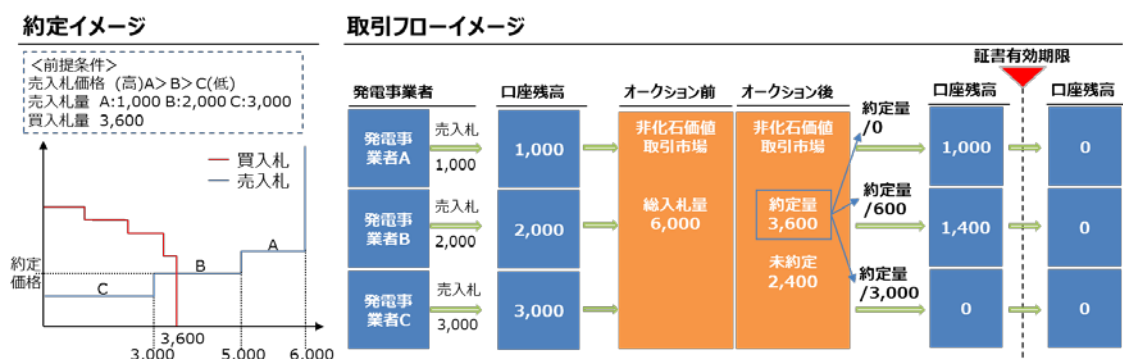 約定イメージ
<前提条件>
売入札価格 (高)A>B>C(低)
売入札量 A:1,000 B:2,000 C:3,000
買入札量 3,600
買入札
売入札
約定
価格
A
B
C
3,600
3,000
5,000
6,000
取引フローイメージ
証書有効期限
発電事業者
口座残高
オークション前
オークション後
口座残高
口座残高
発電事
業者A
売入札
1,000
1,000
非化石価値
取引市場
非化石価値
取引市場
約定量
/0
1,000
0
発電事
業者B
売入札
2,000
2,000
総入札量
6,000
約定量
3,600
約定量
/600
1,400
0
未約定
2,400
発電事
業者C
売入札
3,000
3,000
約定量
/3,000
0
0